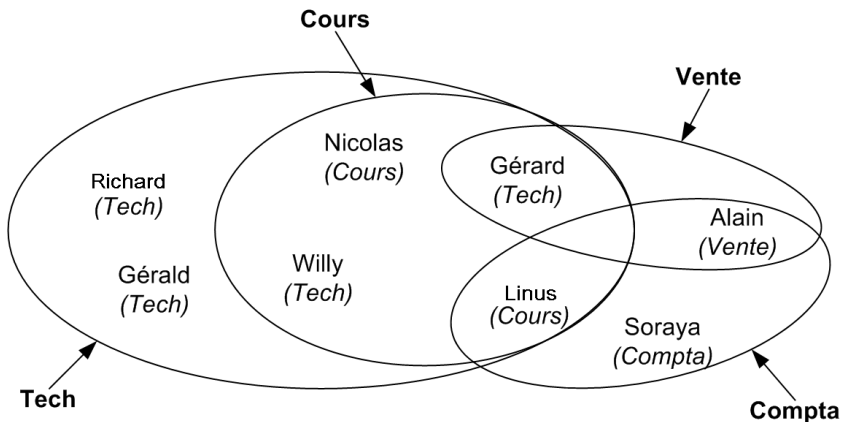 Cours
Vente
Nicolas
(Cours)
Gérard
(Tech)
Richard
(Tech)
Alain
(Vente)
Gérald
(Tech)
Willy
(Tech)
Linus
(Cours)
Soraya
(Compta)
Tech
Compta